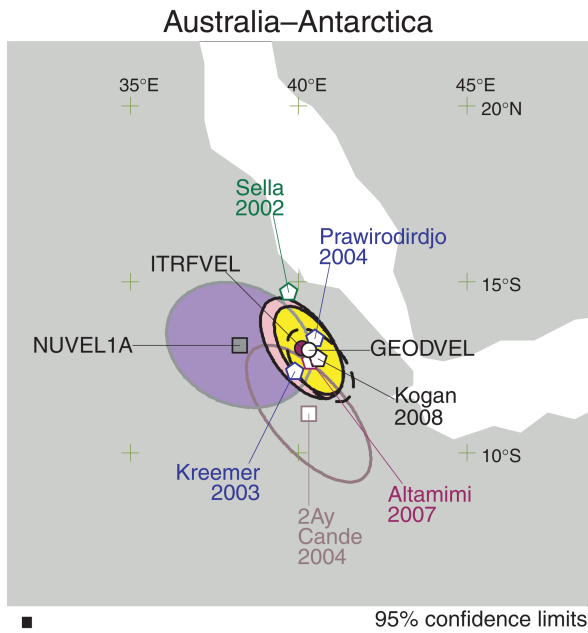 Australia–Antarctica
35°E
40°E
45°E
20°N
Sella
2002
Prawirodirdjo
2004
ITRFVEL
15°S
NUVEL1A
GEODVEL
Kogan
2008
10°S
Kreemer
2003
Altamimi
2007
2Ay
Cande
2004
95% confidence limits